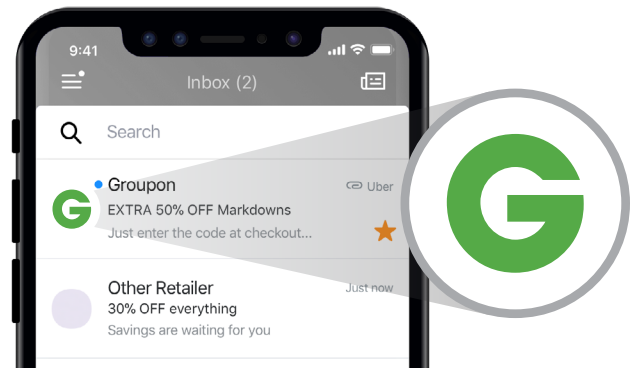 9:41
Inbox (2)
Search
Groupon
Uber
EXTRA 50% OFF Markdowns
Just enter the code at checkout...
Other Retailer
Just now
30% OFF everything
Savings are waiting for you
G
G